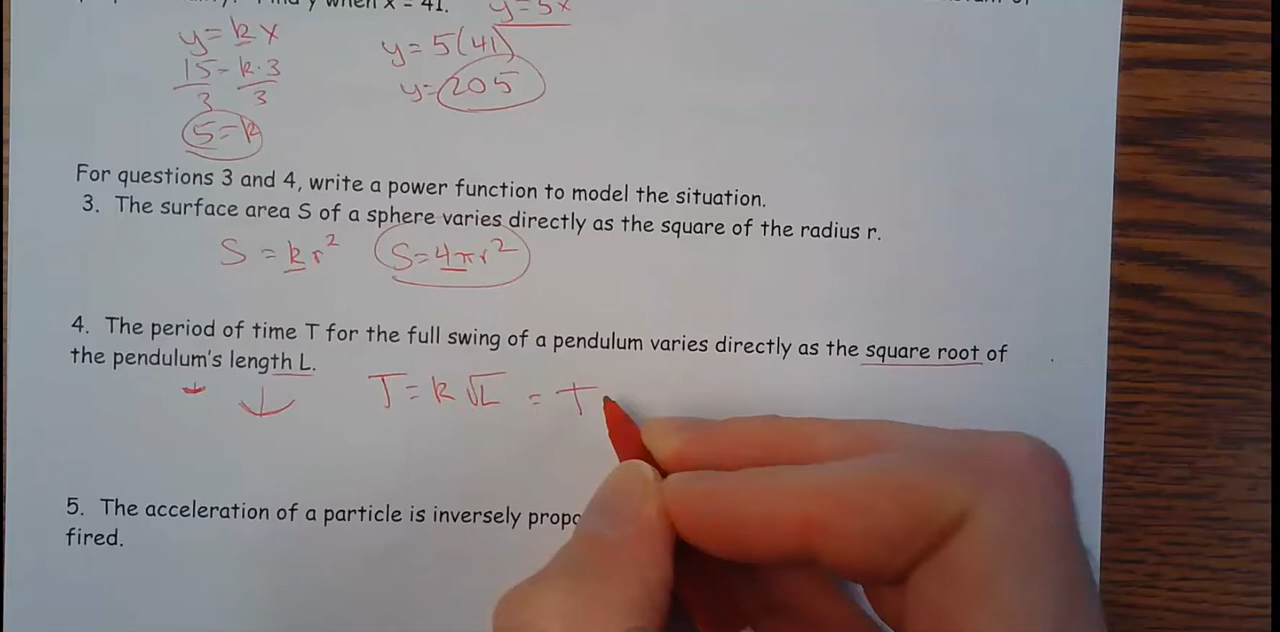 y when x = 41. y=5x
y=kx
y=5(41)
15=k·3
3 3
y=205
5=k
For questions 3 and 4, write a power function to model the situation.
3. The surface area S of a sphere varies directly as the square of the radius r.
S=kr² S=4πr²
4. The period of time T for the full swing of a pendulum varies directly as the square root of
the pendulum's length L.
T=k√L = T
5. The acceleration of a particle is inversely
fired.